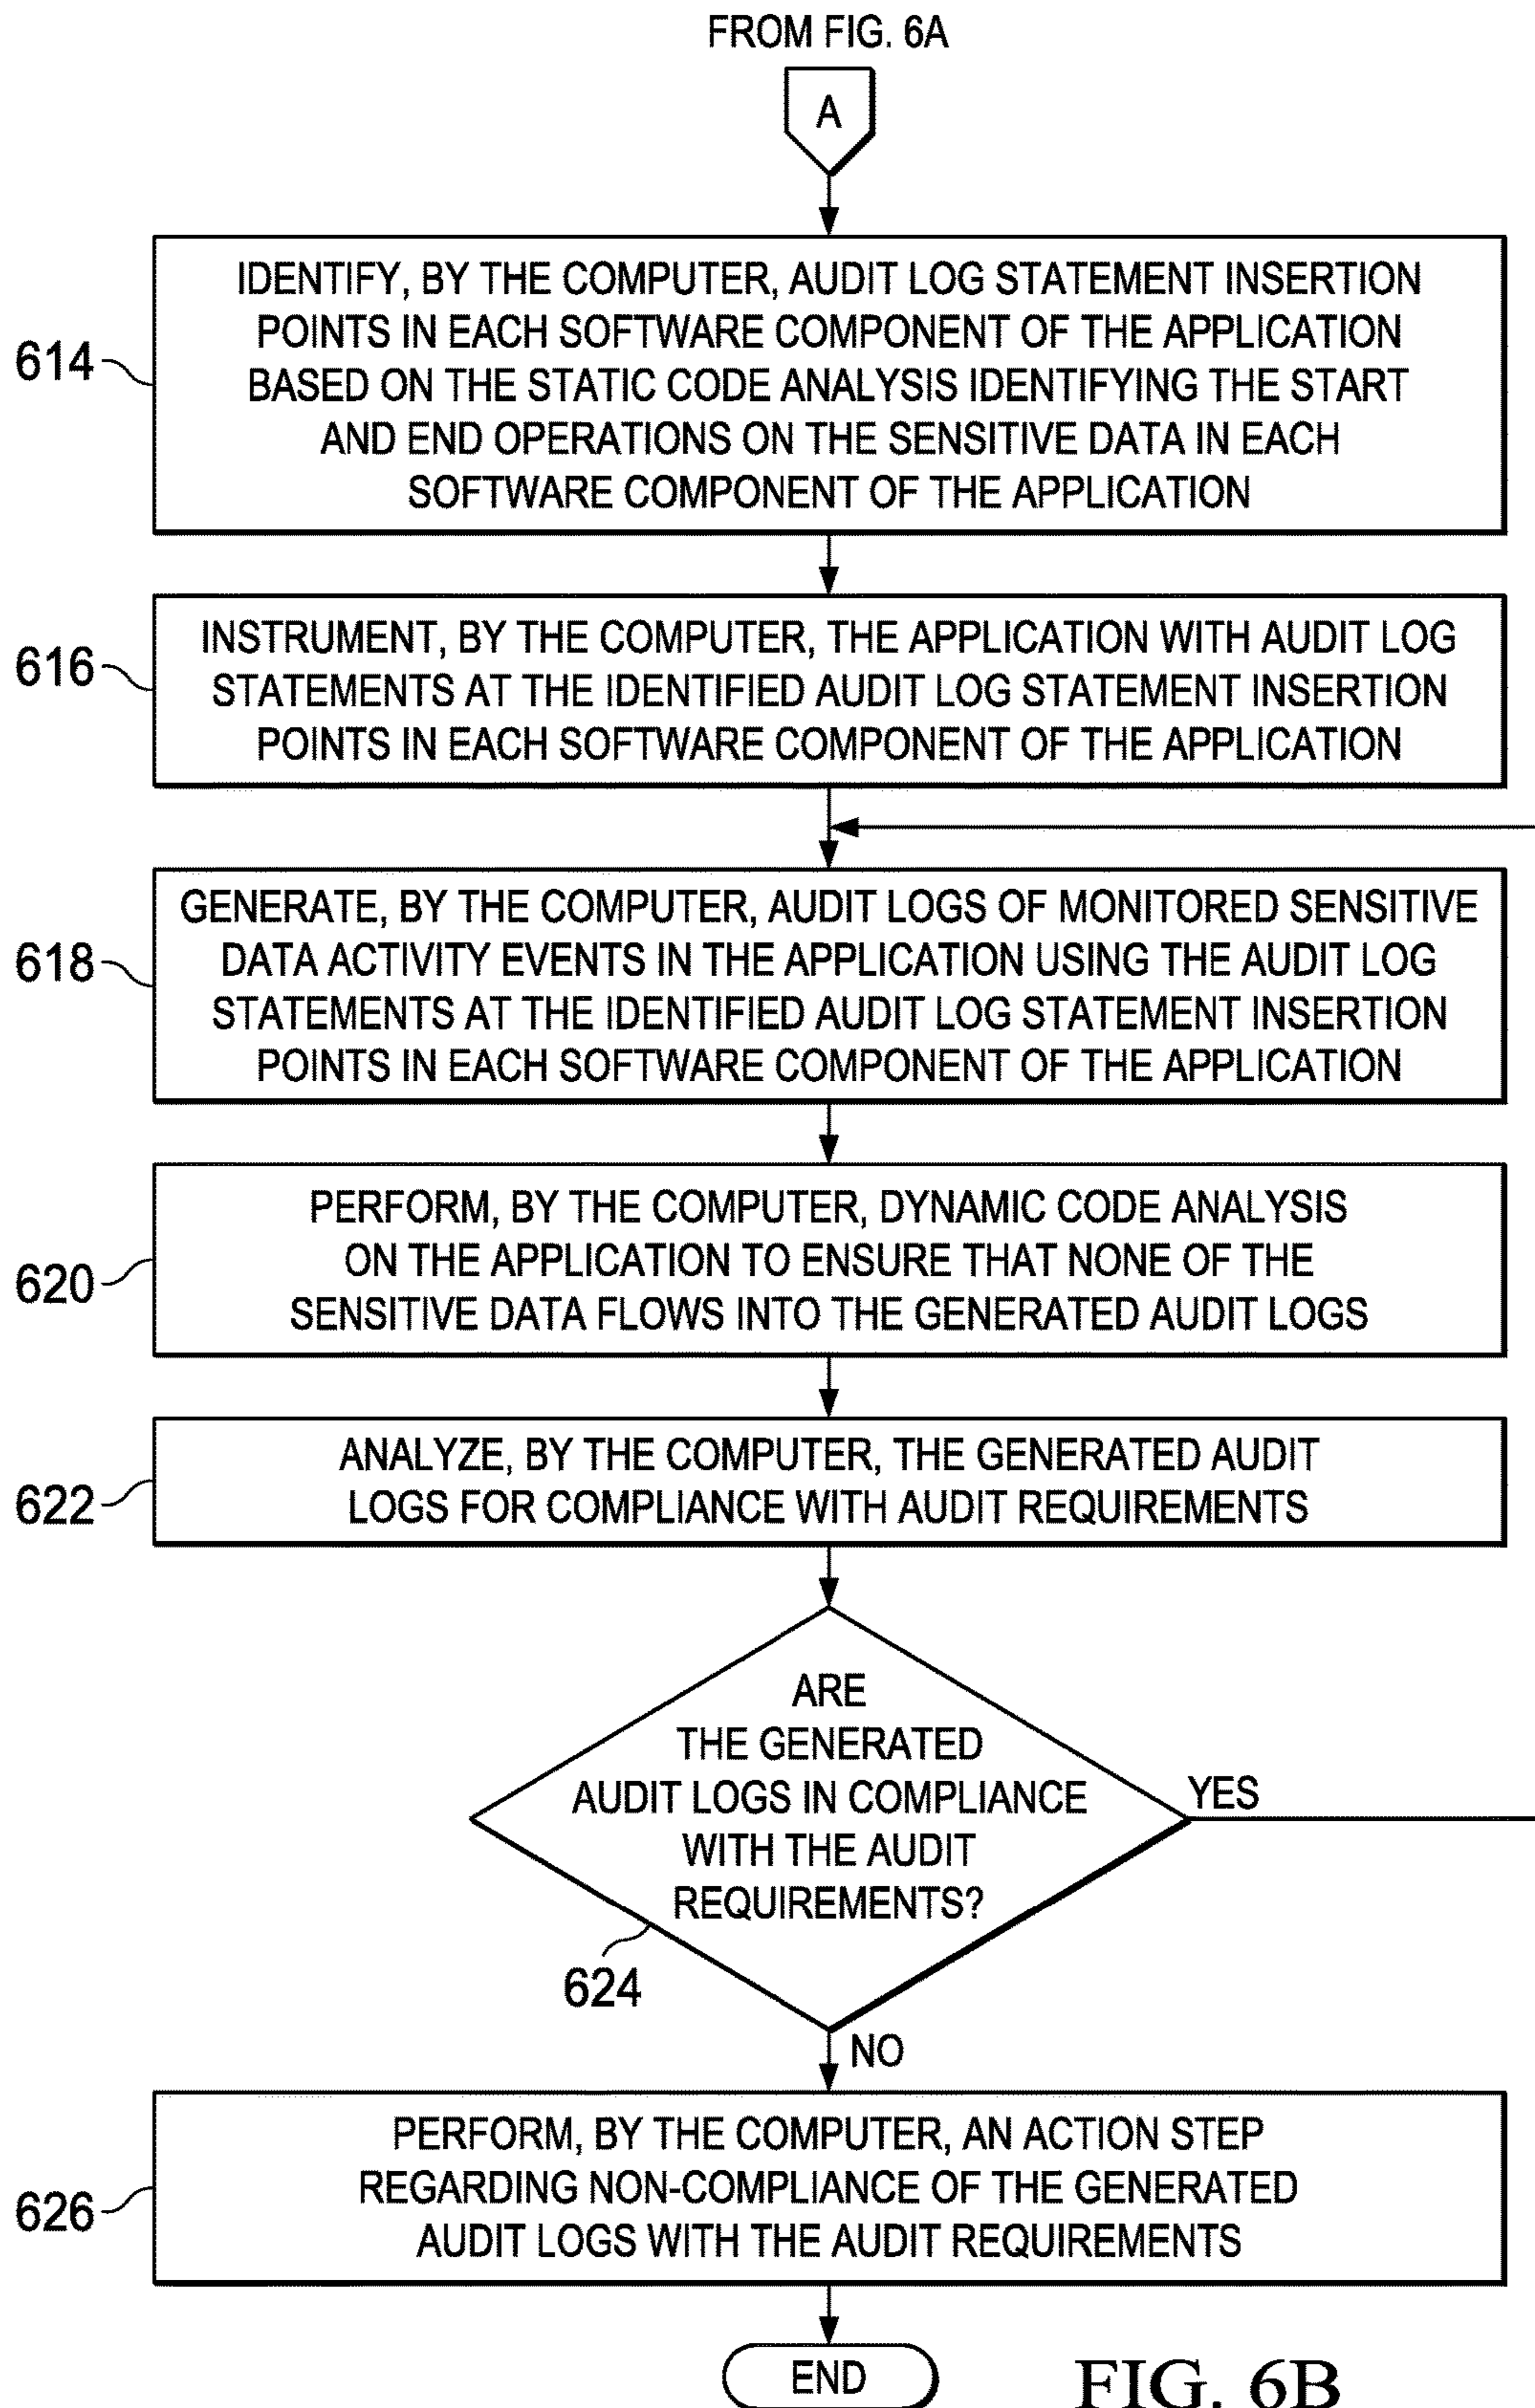 FROM FIG. 6A
A
614
IDENTIFY, BY THE COMPUTER, AUDIT LOG STATEMENT INSERTION
POINTS IN EACH SOFTWARE COMPONENT OF THE APPLICATION
BASED ON THE STATIC CODE ANALYSIS IDENTIFYING THE START
AND END OPERATIONS ON THE SENSITIVE DATA IN EACH
SOFTWARE COMPONENT OF THE APPLICATION
616
INSTRUMENT, BY THE COMPUTER, THE APPLICATION WITH AUDIT LOG
STATEMENTS AT THE IDENTIFIED AUDIT LOG STATEMENT INSERTION
POINTS IN EACH SOFTWARE COMPONENT OF THE APPLICATION
618
GENERATE, BY THE COMPUTER, AUDIT LOGS OF MONITORED SENSITIVE
DATA ACTIVITY EVENTS IN THE APPLICATION USING THE AUDIT LOG
STATEMENTS AT THE IDENTIFIED AUDIT LOG STATEMENT INSERTION
POINTS IN EACH SOFTWARE COMPONENT OF THE APPLICATION
620
PERFORM, BY THE COMPUTER, DYNAMIC CODE ANALYSIS
ON THE APPLICATION TO ENSURE THAT NONE OF THE
SENSITIVE DATA FLOWS INTO THE GENERATED AUDIT LOGS
622
ANALYZE, BY THE COMPUTER, THE GENERATED AUDIT
LOGS FOR COMPLIANCE WITH AUDIT REQUIREMENTS
ARE
THE GENERATED
AUDIT LOGS IN COMPLIANCE
WITH THE AUDIT
REQUIREMENTS?
YES
624
NO
626
PERFORM, BY THE COMPUTER, AN ACTION STEP
REGARDING NON-COMPLIANCE OF THE GENERATED
AUDIT LOGS WITH THE AUDIT REQUIREMENTS
END
FIG. 6B